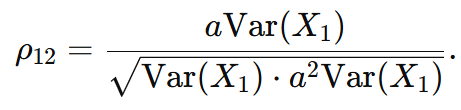 ρ₁₂ = aVar(X₁) / √(Var(X₁) · a²Var(X₁)).